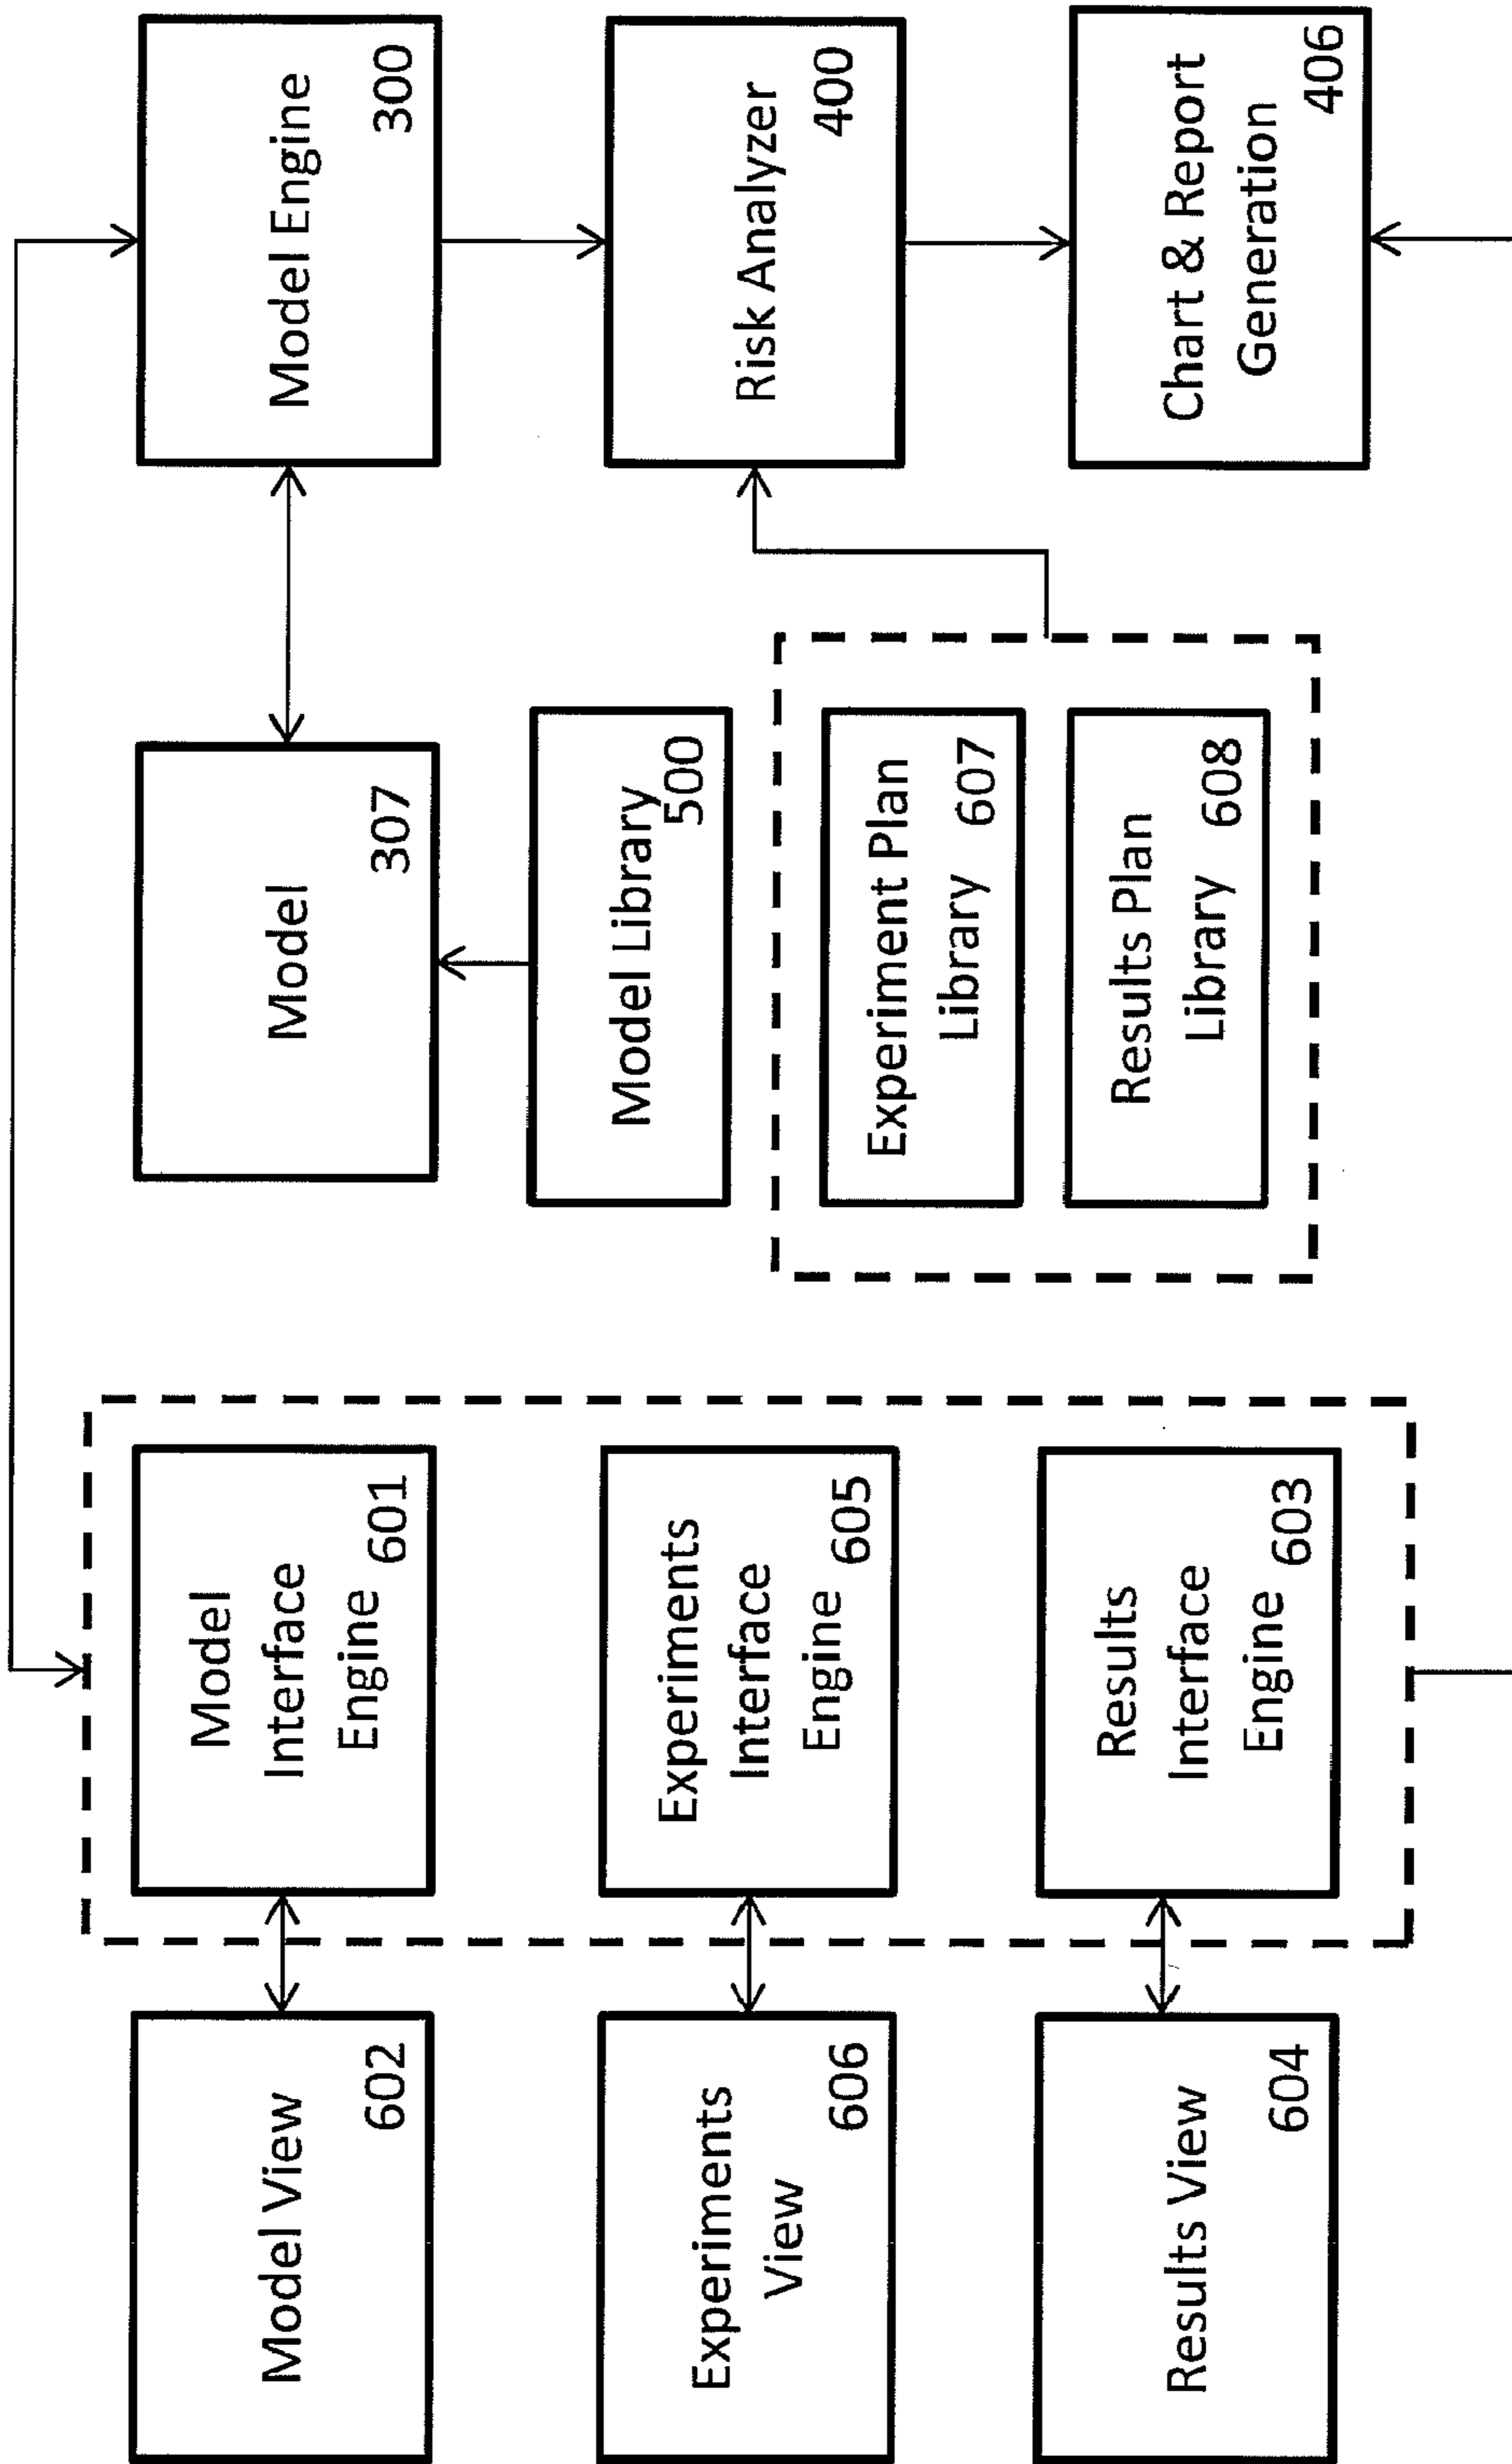 Model View
602
Model
Interface
Engine
601
Model
307
Model Engine
300
Model Library
500
Experiments
View
606
Experiments
Interface
Engine
605
Experiment Plan
Library
607
Risk Analyzer
400
Results View
604
Results
Interface
Engine
603
Results Plan
Library
608
Chart & Report
Generation
406